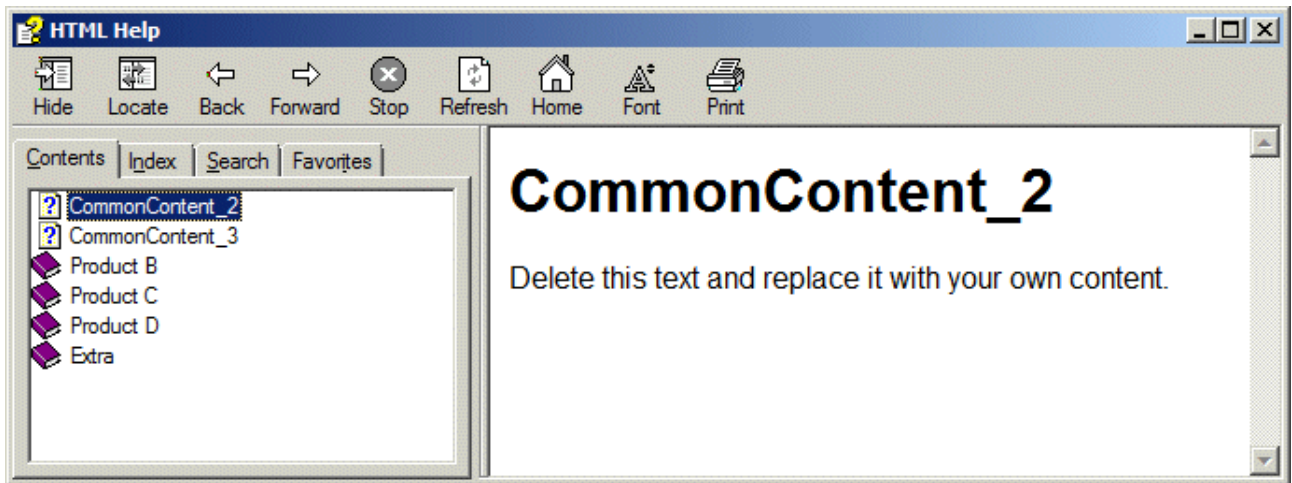 HTML Help
Hide Locate Back Forward Stop Refresh Home Font Print
Contents Index Search Favorites
CommonContent_2
CommonContent_3
Product B
Product C
Product D
Extra
CommonContent_2
Delete this text and replace it with your own content.